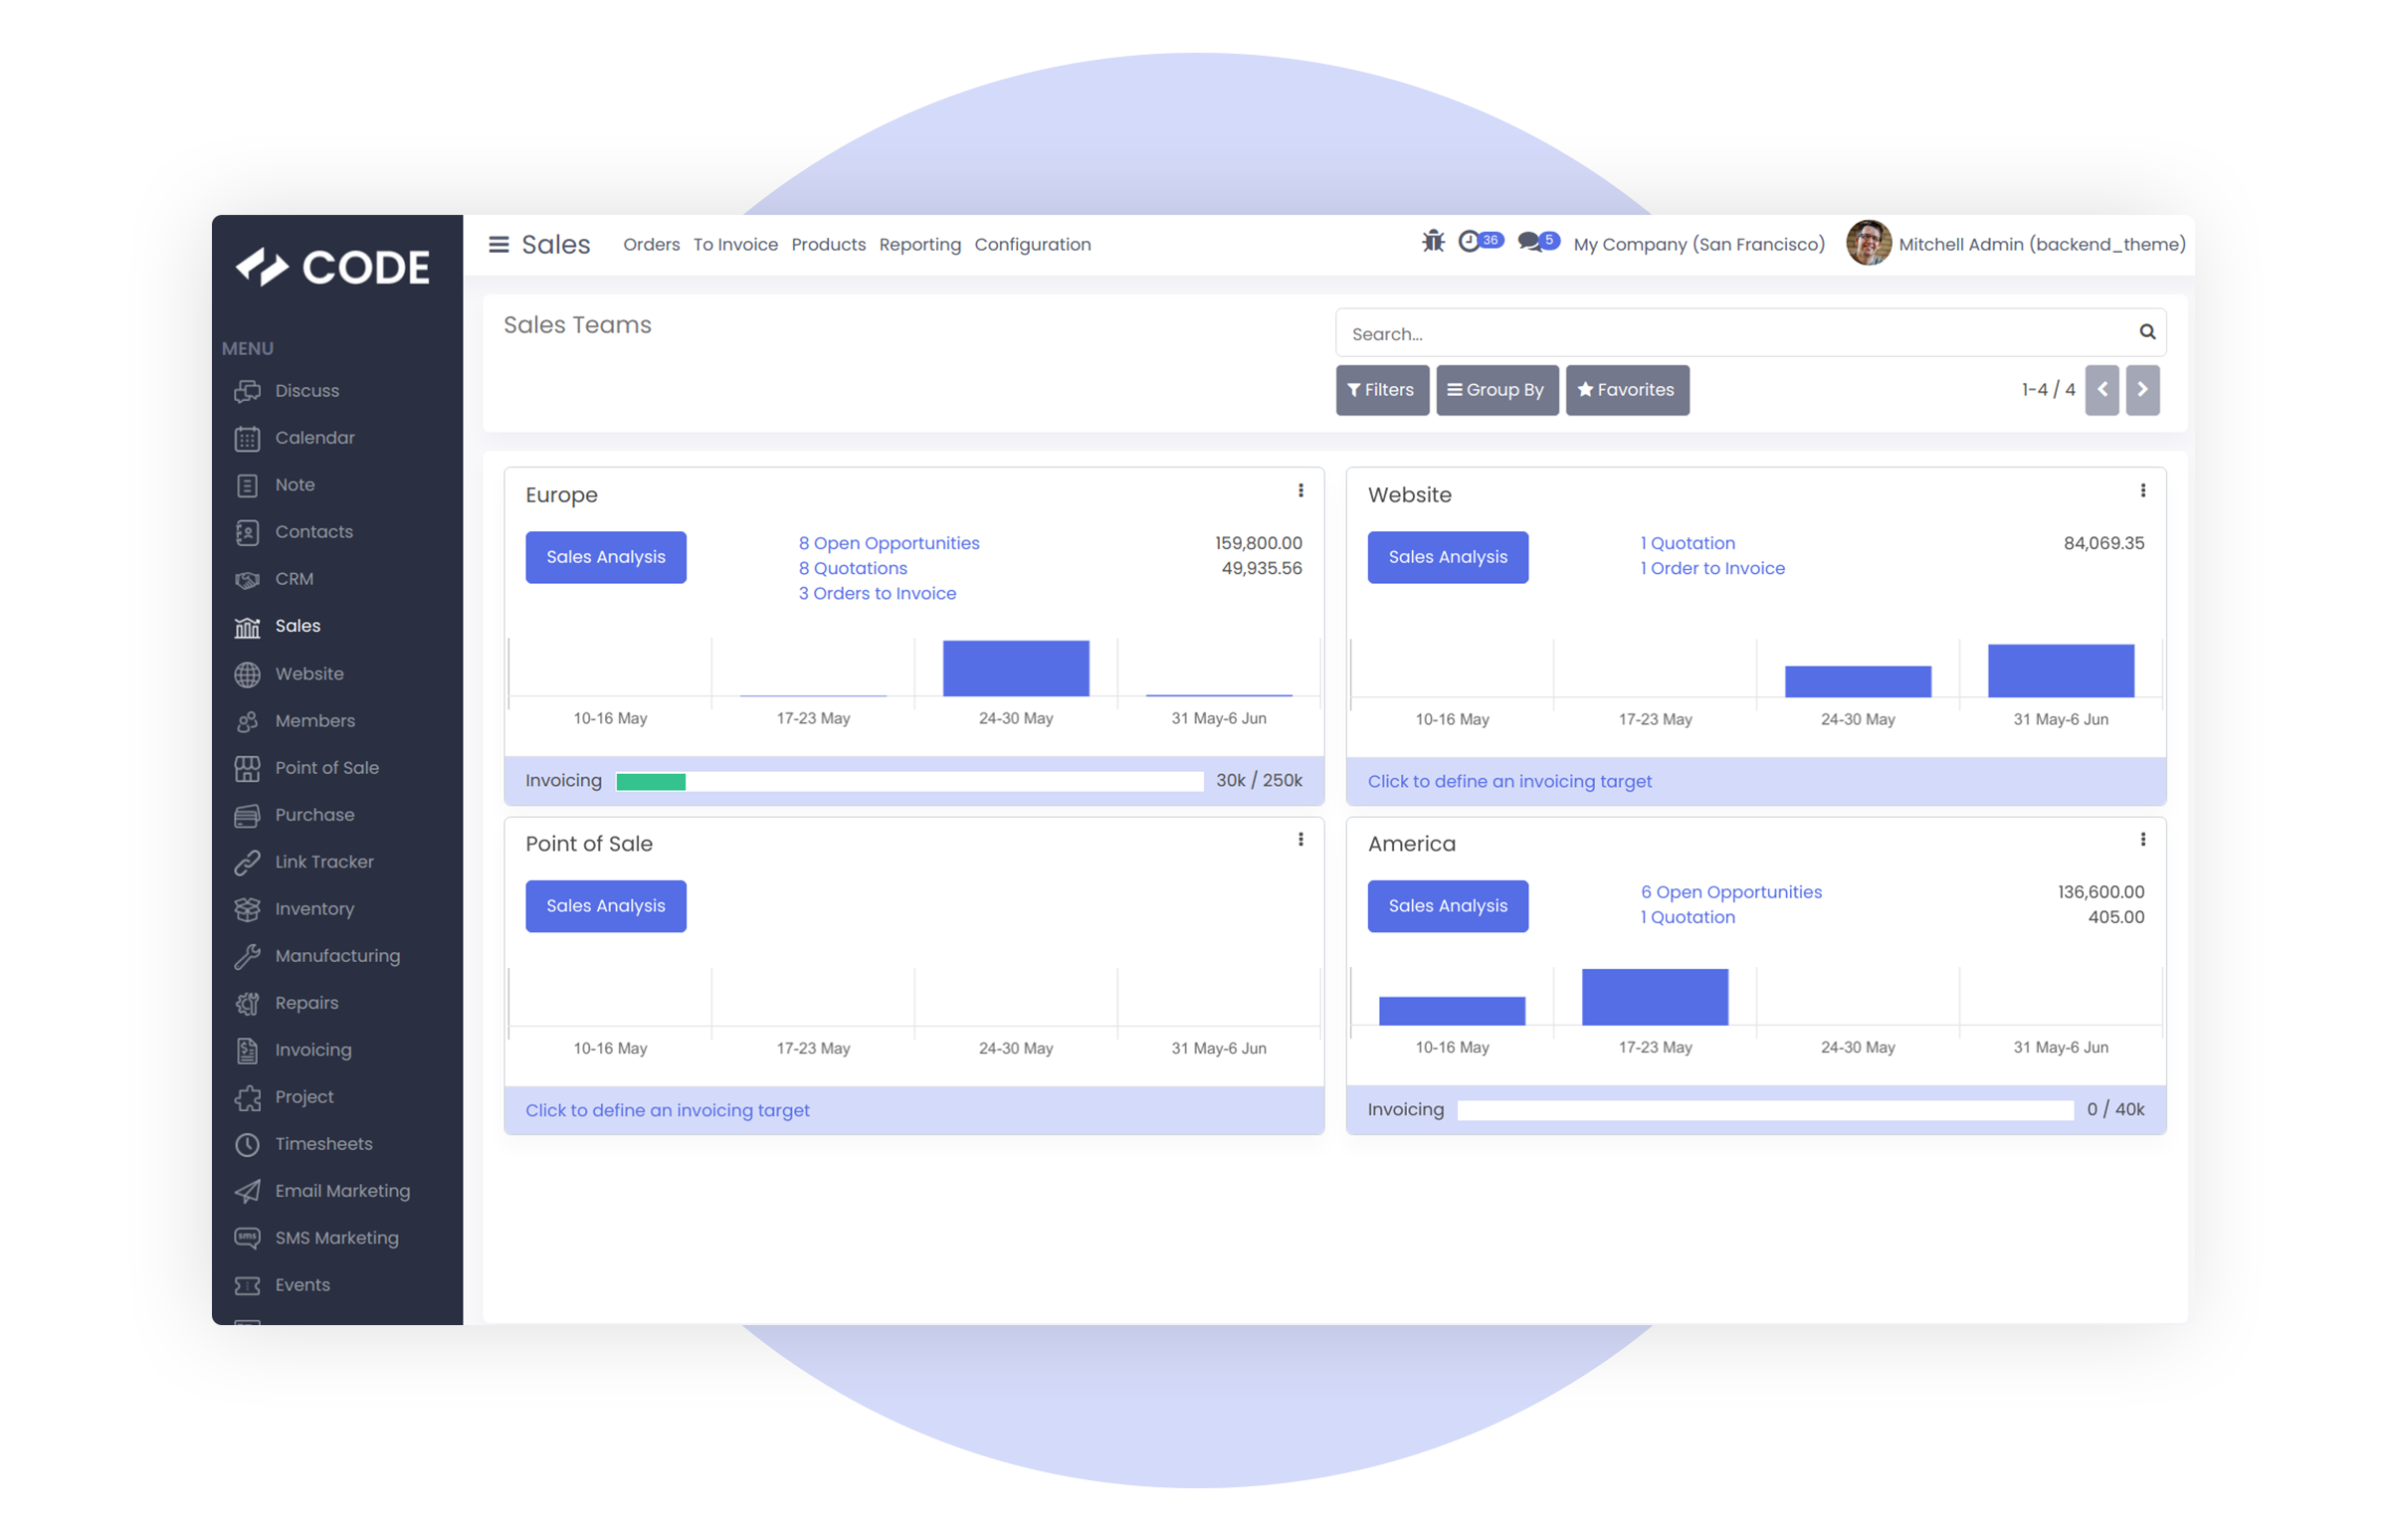 CODE
MENU
Discuss
Calendar
Note
Contacts
CRM
Sales
Website
Members
Point of Sale
Purchase
Link Tracker
Inventory
Manufacturing
Repairs
Invoicing
Project
Timesheets
Email Marketing
sms SMS Marketing
Events
Sales Orders To Invoice Products Reporting Configuration 36 5 My Company (San Francisco) Mitchell Admin (backend_theme)
Sales Teams
Search...
Filters Group By Favorites 1-4 / 4
Europe
Sales Analysis
8 Open Opportunities 159,800.00
8 Quotations 49,935.56
3 Orders to Invoice
10-16 May 17-23 May 24-30 May 31 May-6 Jun
Invoicing 30k / 250k
Website
Sales Analysis
1 Quotation 84,069.35
1 Order to Invoice
10-16 May 17-23 May 24-30 May 31 May-6 Jun
Click to define an invoicing target
Point of Sale
Sales Analysis
10-16 May 17-23 May 24-30 May 31 May-6 Jun
Click to define an invoicing target
America
Sales Analysis
6 Open Opportunities 136,600.00
1 Quotation 405.00
10-16 May 17-23 May 24-30 May 31 May-6 Jun
Invoicing 0 / 40k